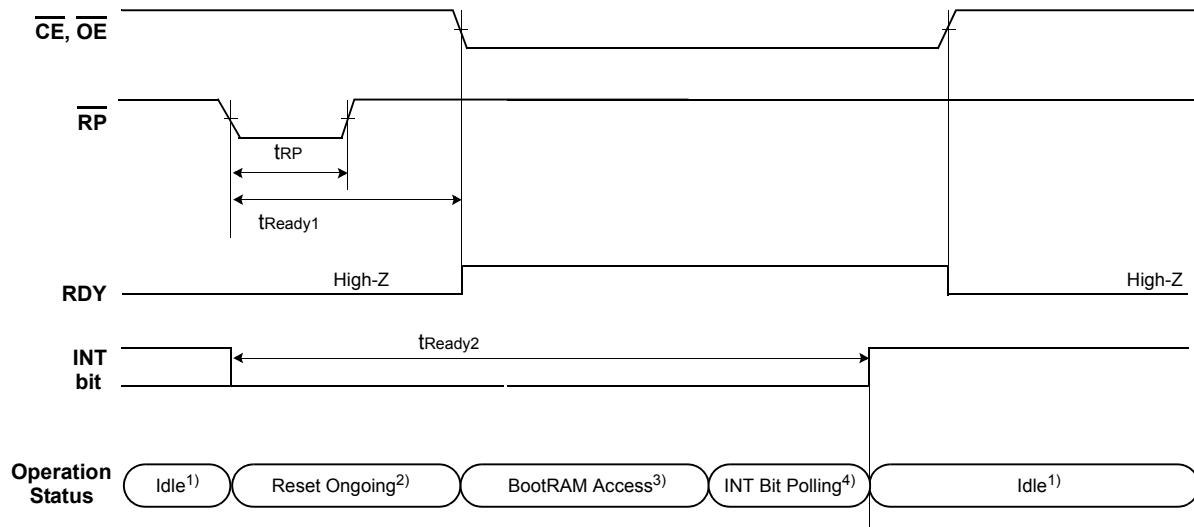 CE, OE
RP
tRP
tReady1
High-Z
High-Z
RDY
tReady2
INT
bit
Operation
Status
Idle1)
Reset Ongoing2)
BootRAM Access3)
INT Bit Polling4)
Idle1)